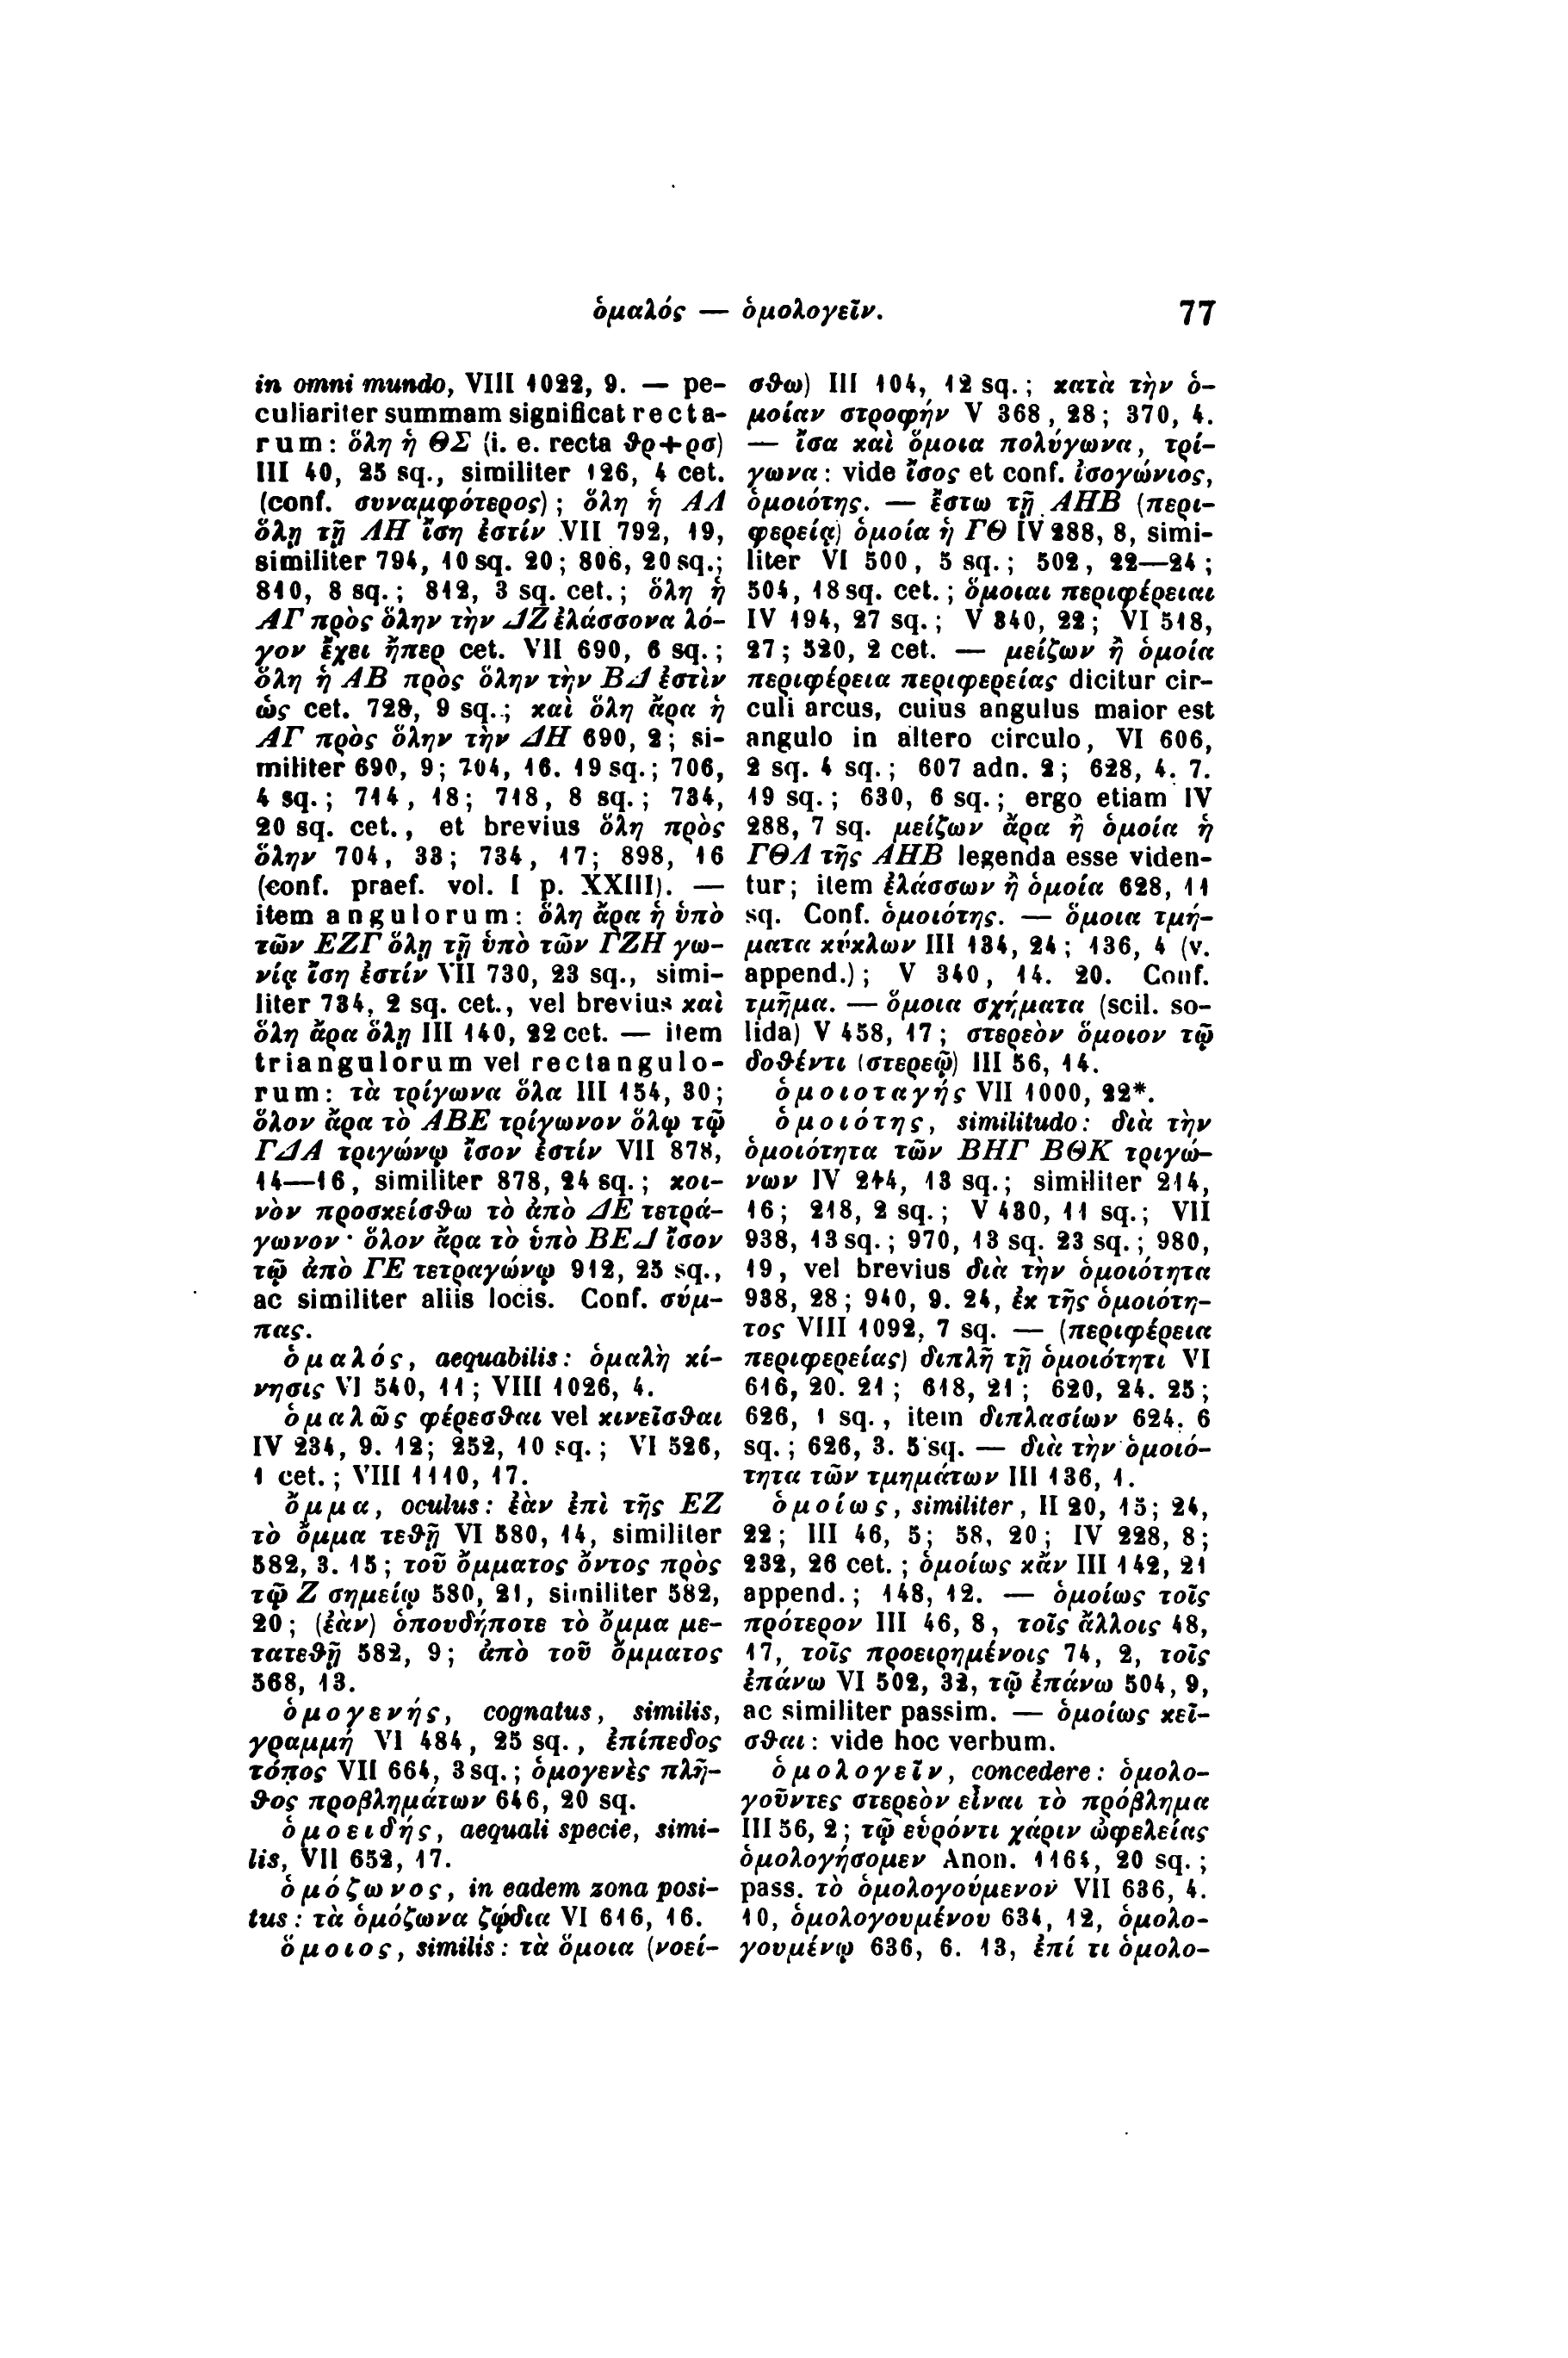 ὁμαλός — ὁμολογεῖν. 77
in omni mundo, VIII 1022, 9. — pe-
culiariter summam significat recta-
rum: ὅλη ἡ ΘΣ (i. e. recta ϑρ+ρσ)
III 40, 25 sq., similiter 126, 4 cet.
(conf. συναμφότερος); ὅλη ἡ ΑΛ
ὅλῃ τῇ ΛΗ ἴση ἐστίν VII 792, 19,
similiter 794, 10 sq. 20; 806, 20 sq.;
810, 8 sq.; 812, 3 sq. cet.; ὅλη ἡ
ΑΓ πρὸς ὅλην τὴν ΔΖ ἐλάσσονα λό-
γον ἔχει ἤπερ cet. VII 690, 6 sq.;
ὅλη ἡ ΑΒ πρὸς ὅλην τὴν ΒΔ ἐστὶν
ὡς cet. 728, 9 sq.; καὶ ὅλη ἄρα ἡ
ΑΓ πρὸς ὅλην τὴν ΔΗ 690, 2; si-
militer 690, 9; 704, 16. 19 sq.; 706,
4 sq.; 714, 18; 718, 8 sq.; 734,
20 sq. cet., et brevius ὅλη πρὸς
ὅλην 704, 33; 734, 17; 898, 16
(conf. praef. vol. I p. XXIII). —
item angulorum: ὅλη ἄρα ἡ ὑπὸ
τῶν ΕΖΓ ὅλῃ τῇ ὑπὸ τῶν ΓΖΗ γω-
νίᾳ ἴση ἐστίν VII 730, 23 sq., simi-
liter 734, 2 sq. cet., vel brevius καὶ
ὅλη ἄρα ὅλῃ III 140, 22 cet. — item
triangulorum vel rectangulo-
rum: τὰ τρίγωνα ὅλα III 154, 30;
ὅλον ἄρα τὸ ΑΒΕ τρίγωνον ὅλῳ τῷ
ΓΔΑ τριγώνῳ ἴσον ἐστίν VII 878,
14—16, similiter 878, 24 sq.; κοι-
νὸν προσκείσϑω τὸ ἀπὸ ΔΕ τετρά-
γωνον· ὅλον ἄρα τὸ ὑπὸ ΒΕΔ ἴσον
τῷ ἀπὸ ΓΕ τετραγώνῳ 912, 25 sq.,
ac similiter aliis locis. Conf. σύμ-
πας.
ὁμαλός, aequabilis: ὁμαλὴ κί-
νησις VI 540, 11; VIII 1026, 4.
ὁμαλῶς φέρεσϑαι vel κινεῖσϑαι
IV 234, 9. 12; 252, 10 sq.; VI 526,
1 cet.; VIII 1110, 17.
ὄμμα, oculus: ἐὰν ἐπὶ τῆς ΕΖ
τὸ ὄμμα τεϑῇ VI 580, 14, similiter
582, 3. 15; τοῦ ὄμματος ὄντος πρὸς
τῷ Ζ σημείῳ 580, 21, similiter 582,
20; (ἐὰν) ὁπουδήποτε τὸ ὄμμα με-
τατεϑῇ 582, 9; ἀπὸ τοῦ ὄμματος
568, 13.
ὁμογενής, cognatus, similis,
γραμμή VI 484, 25 sq., ἐπίπεδος
τόπος VII 664, 3 sq.; ὁμογενὲς πλῆ-
ϑος προβλημάτων 646, 20 sq.
ὁμοειδής, aequali specie, simi-
lis, VII 652, 17.
ὁμόζωνος, in eadem zona posi-
tus: τὰ ὁμόζωνα ζῴδια VI 616, 16.
ὅμοιος, similis: τὰ ὅμοια (νοεί-
σϑω) III 104, 12 sq.; κατὰ τὴν ὁ-
μοίαν στροφήν V 368, 28; 370, 4.
— ἴσα καὶ ὅμοια πολύγωνα, τρί-
γωνα: vide ἴσος et conf. ἰσογώνιος,
ὁμοιότης. — ἔστω τῇ ΑΗΒ (περι-
φερείᾳ) ὁμοία ἡ ΓΘ IV 288, 8, simi-
liter VI 500, 5 sq.; 502, 22—24;
504, 18 sq. cet.; ὅμοιαι περιφέρειαι
IV 194, 27 sq.; V 340, 22; VI 518,
27; 520, 2 cet. — μείζων ἢ ὁμοία
περιφέρεια περιφερείας dicitur cir-
culi arcus, cuius angulus maior est
angulo in altero circulo, VI 606,
2 sq. 4 sq.; 607 adn. 2; 628, 4. 7.
19 sq.; 630, 6 sq.; ergo etiam IV
288, 7 sq. μείζων ἄρα ἢ ὁμοία ἡ
ΓΘΛ τῆς ΑΗΒ legenda esse viden-
tur; item ἐλάσσων ἢ ὁμοία 628, 11
sq. Conf. ὁμοιότης. — ὅμοια τμή-
ματα κύκλων III 134, 24; 136, 4 (v.
append.); V 340, 14. 20. Conf.
τμῆμα. — ὅμοια σχήματα (scil. so-
lida) V 458, 17; στερεὸν ὅμοιον τῷ
δοϑέντι (στερεῷ) III 56, 14.
ὁμοιοταγής VII 1000, 22*.
ὁμοιότης, similitudo: διὰ τὴν
ὁμοιότητα τῶν ΒΗΓ ΒΘΚ τριγώ-
νων IV 214, 13 sq.; similiter 214,
16; 218, 2 sq.; V 430, 11 sq.; VII
938, 13 sq.; 970, 13 sq. 23 sq.; 980,
19, vel brevius διὰ τὴν ὁμοιότητα
938, 28; 940, 9. 24, ἐκ τῆς ὁμοιότη-
τος VIII 1092, 7 sq. — (περιφέρεια
περιφερείας) διπλῆ τῇ ὁμοιότητι VI
616, 20. 21; 618, 21; 620, 24. 25;
626, 1 sq., item διπλασίων 624. 6
sq.; 626, 3. 5 sq. — διὰ τὴν ὁμοιό-
τητα τῶν τμημάτων III 136, 1.
ὁμοίως, similiter, II 20, 15; 24,
22; III 46, 5; 58, 20; IV 228, 8;
232, 26 cet.; ὁμοίως κἂν III 142, 21
append.; 148, 12. — ὁμοίως τοῖς
πρότερον III 46, 8, τοῖς ἄλλοις 48,
17, τοῖς προειρημένοις 74, 2, τοῖς
ἐπάνω VI 502, 32, τῷ ἐπάνω 504, 9,
ac similiter passim. — ὁμοίως κεῖ-
σϑαι: vide hoc verbum.
ὁμολογεῖν, concedere: ὁμολο-
γοῦντες στερεὸν εἶναι τὸ πρόβλημα
III 56, 2; τῷ εὑρόντι χάριν ὠφελείας
ὁμολογήσομεν Anon. 1164, 20 sq.;
pass. τὸ ὁμολογούμενον VII 636, 4.
10, ὁμολογουμένου 634, 12, ὁμολο-
γουμένῳ 636, 6. 13, ἐπί τι ὁμολο-